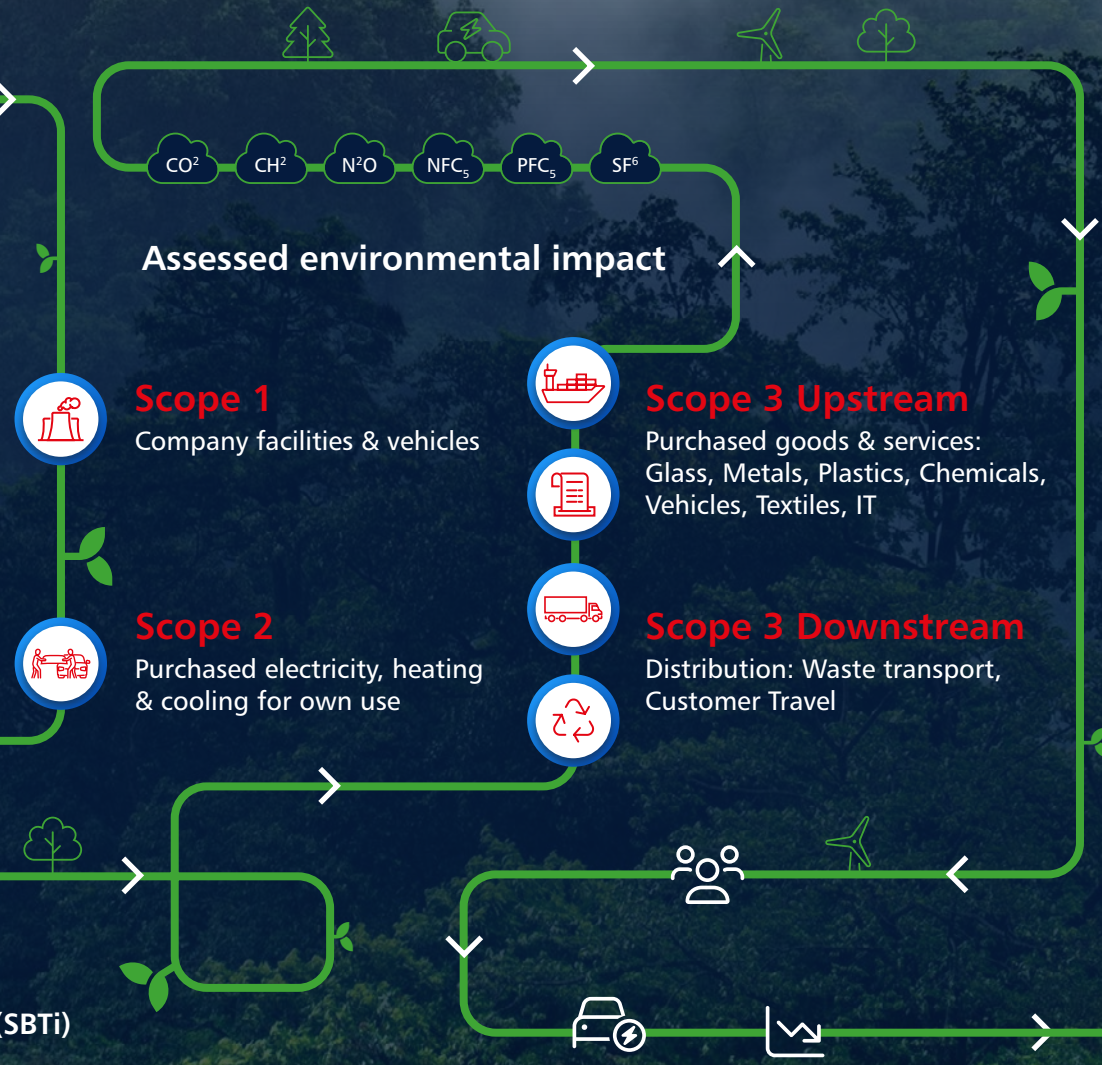 CO²
CH²
N²O
NFC₅
PFC₅
SF⁶
Assessed environmental impact
Scope 1
Company facilities & vehicles
Scope 3 Upstream
Purchased goods & services:
Glass, Metals, Plastics, Chemicals,
Vehicles, Textiles, IT
Scope 2
Purchased electricity, heating
& cooling for own use
Scope 3 Downstream
Distribution: Waste transport,
Customer Travel
(SBTi)